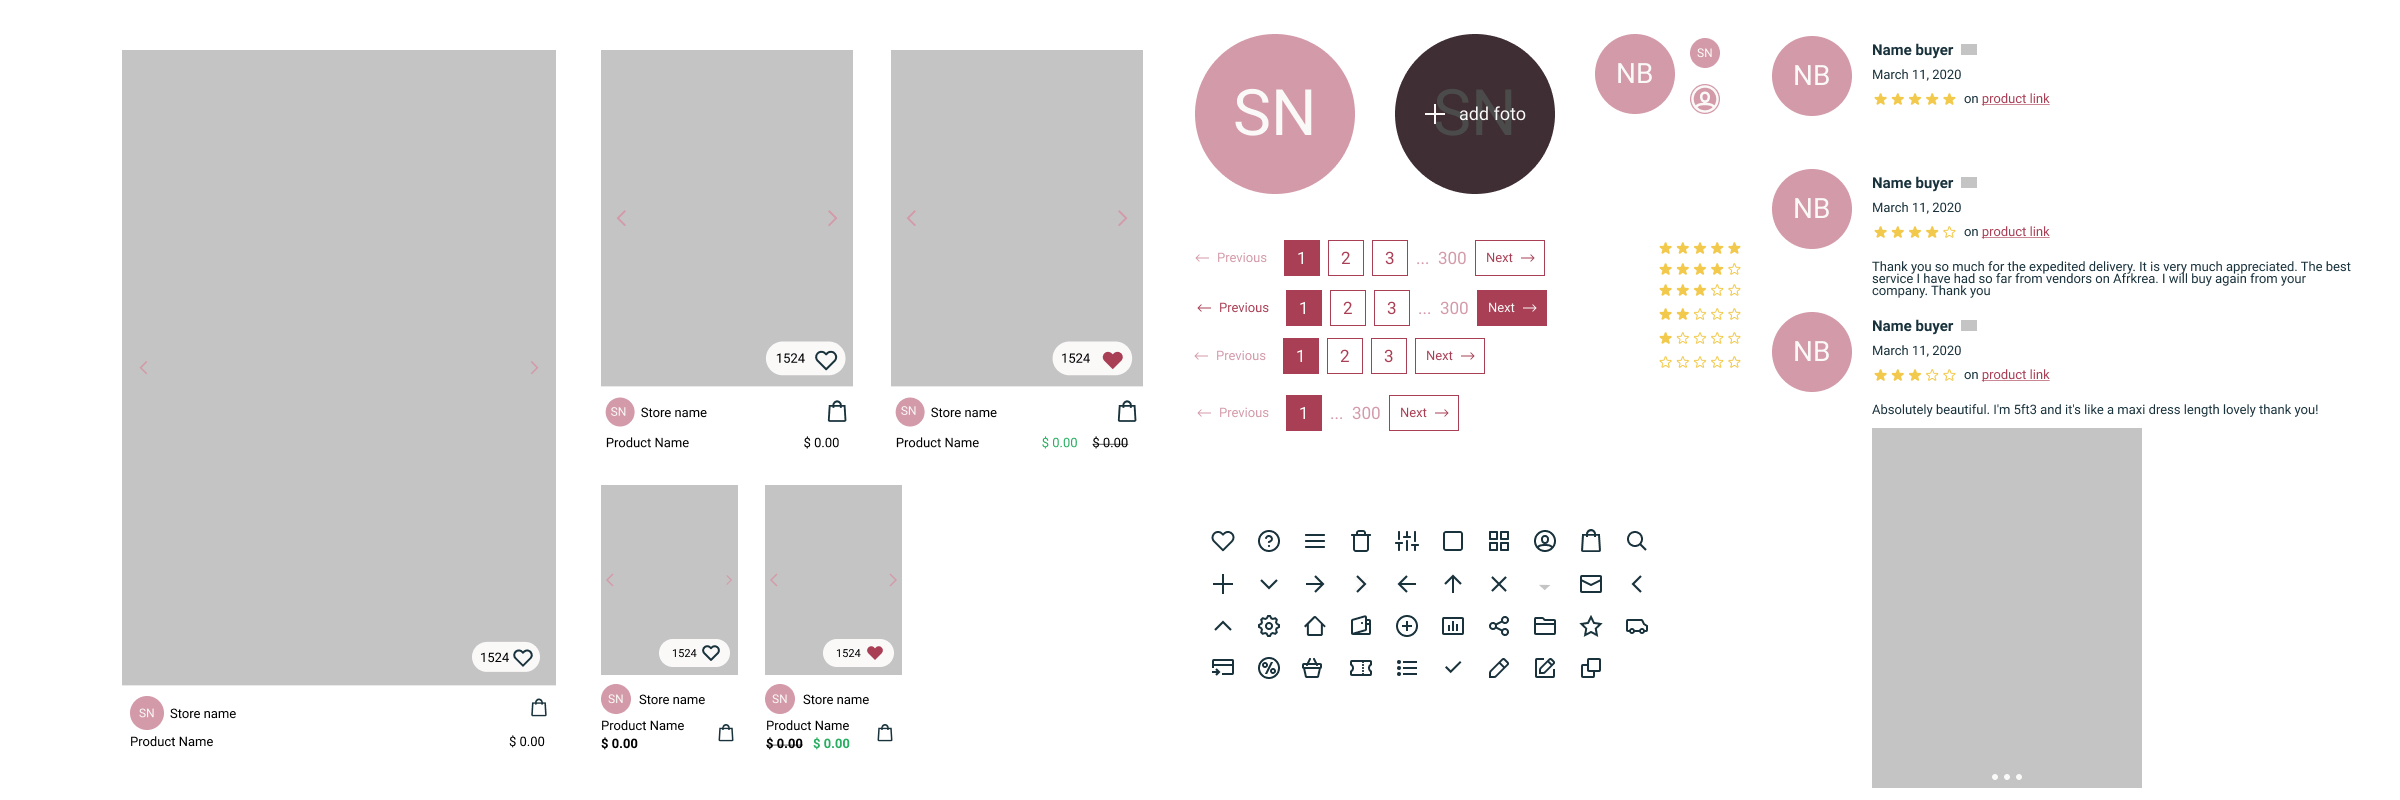 1524
SN Store name
Product Name $ 0.00
1524
SN Store name
Product Name $ 0.00
1524
SN Store name
Product Name $ 0.00 $ 0.00
1524
SN Store name
Product Name
$ 0.00
1524
SN Store name
Product Name
$ 0.00 $ 0.00
SN
SN
add foto
NB
SN
Previous 1 2 3 ... 300 Next
Previous 1 2 3 ... 300 Next
Previous 1 2 3 Next
Previous 1 ... 300 Next
NB
Name buyer
March 11, 2020
on product link
NB
Name buyer
March 11, 2020
on product link
Thank you so much for the expedited delivery. It is very much appreciated. The best
service I have had so far from vendors on Afrkrea. I will buy again from your
company. Thank you
NB
Name buyer
March 11, 2020
on product link
Absolutely beautiful. I'm 5ft3 and it's like a maxi dress length lovely thank you!